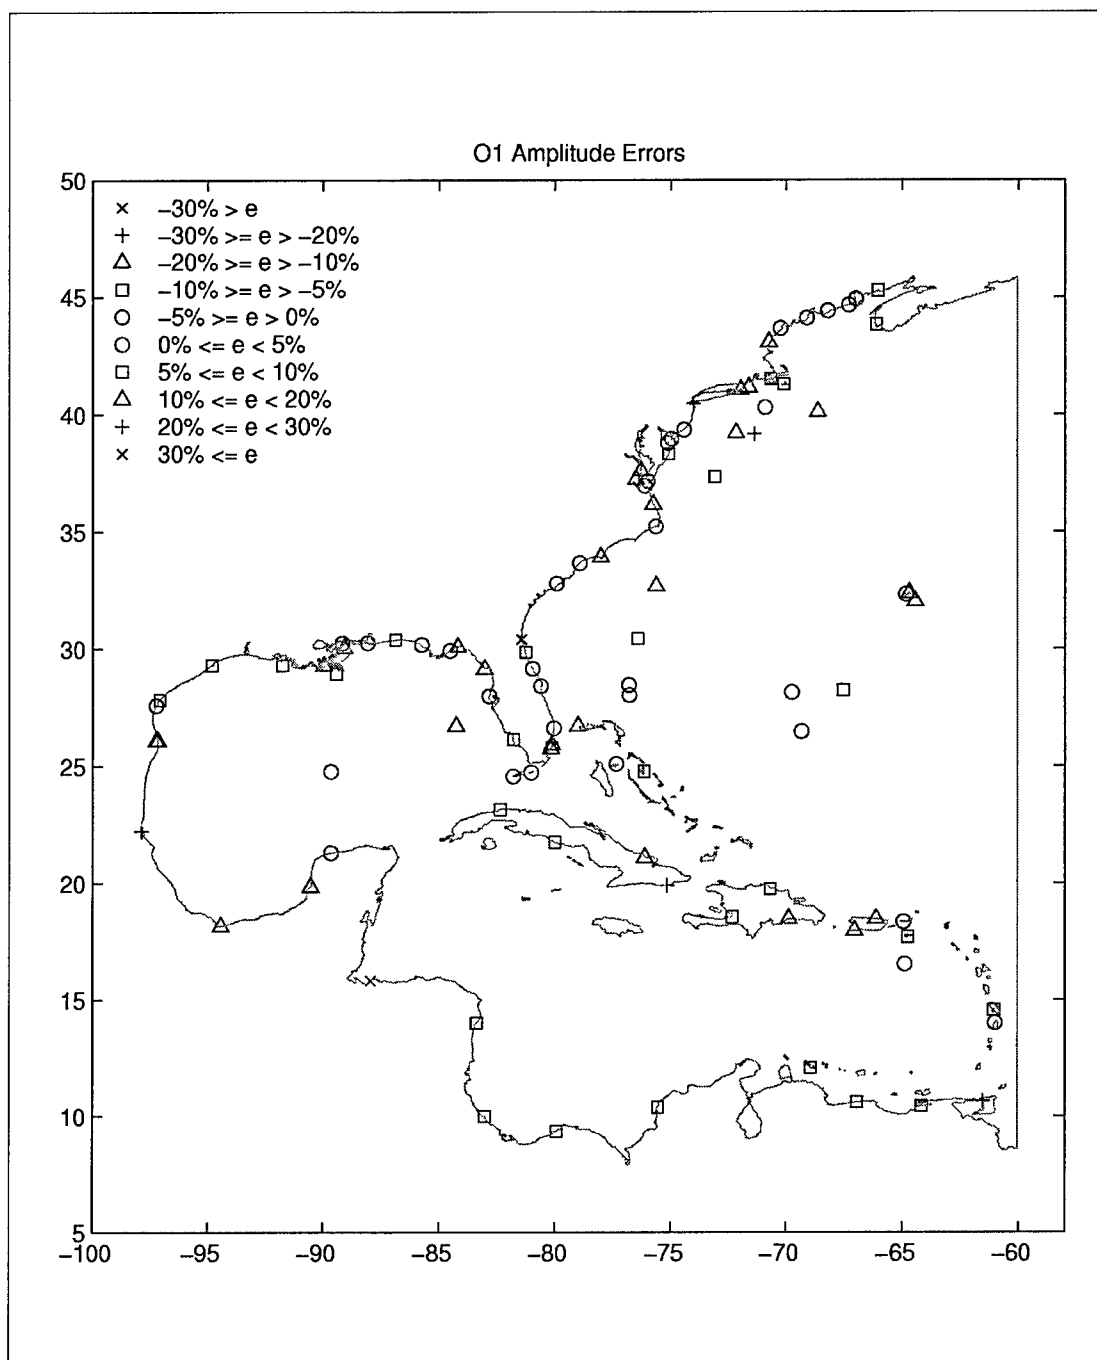 O1 Amplitude Errors
50
× −30% > e
+ −30% >= e > −20%
△ −20% >= e > −10%
□ −10% >= e > −5%
○ −5% >= e > 0%
○ 0% <= e < 5%
□ 5% <= e < 10%
△ 10% <= e < 20%
+ 20% <= e < 30%
× 30% <= e
45
40
35
30
25
20
15
10
5
−100 −95 −90 −85 −80 −75 −70 −65 −60